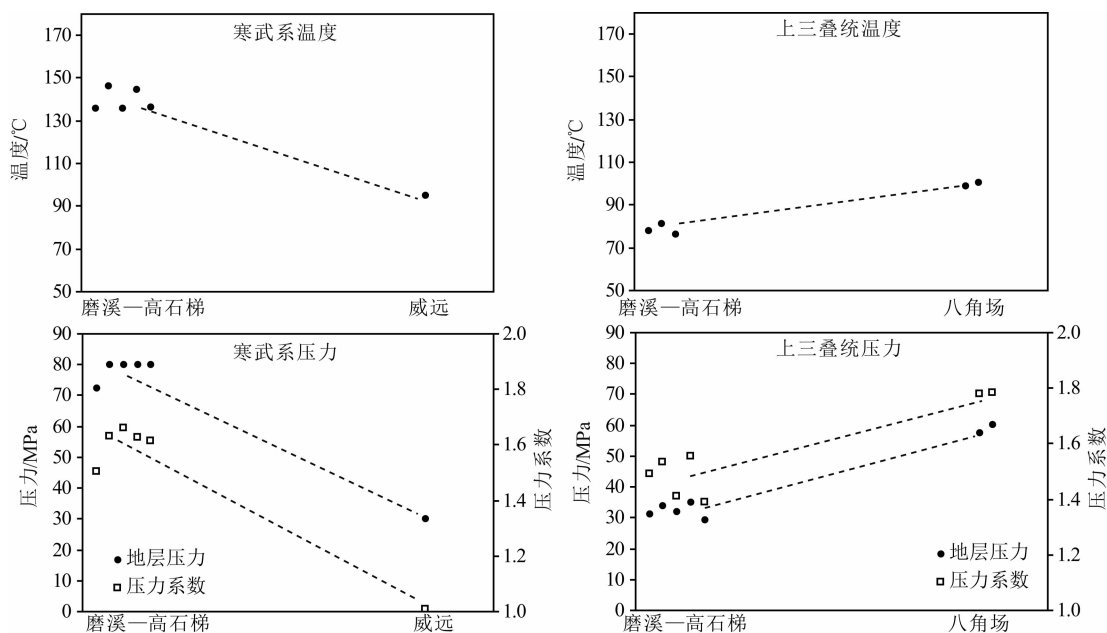 寒武系温度
170
150
130
110
90
70
50
温度/℃
磨溪—高石梯
威远
上三叠统温度
170
150
130
110
90
70
50
温度/℃
磨溪—高石梯
八角场
寒武系压力
90
80
70
60
50
40
30
20
10
0
压力/MPa
2.0
1.8
1.6
1.4
1.2
1.0
压力系数
地层压力
压力系数
磨溪—高石梯
威远
上三叠统压力
90
80
70
60
50
40
30
20
10
0
压力/MPa
2.0
1.8
1.6
1.4
1.2
1.0
压力系数
地层压力
压力系数
磨溪—高石梯
八角场